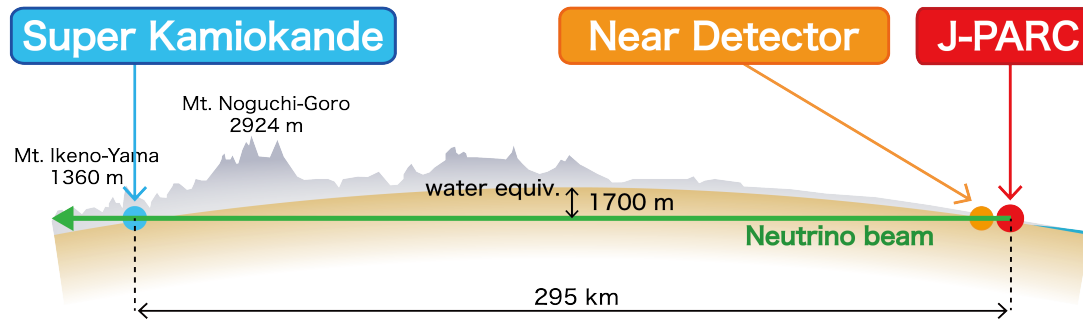 Super Kamiokande
Near Detector
J-PARC
Mt. Noguchi-Goro
2924 m
Mt. Ikeno-Yama
1360 m
water equiv.
1700 m
Neutrino beam
295 km